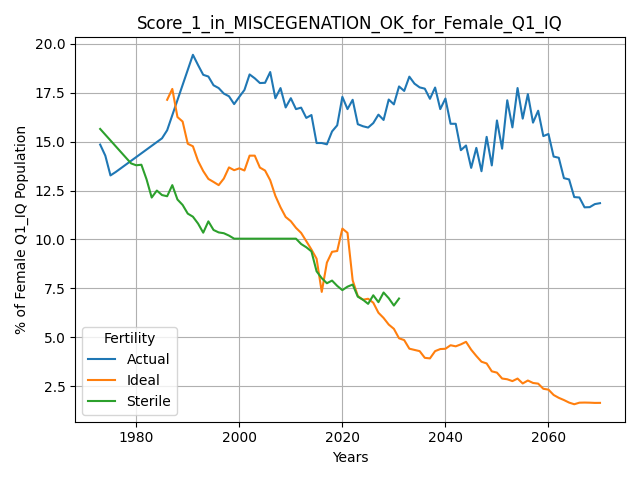 Score_1_in_MISCEGENATION_OK_for_Female_Q1_IQ
% of Female Q1_IQ Population
20.0
17.5
15.0
12.5
10.0
7.5
5.0
2.5
Fertility
Actual
Ideal
Sterile
1980
2000
2020
2040
2060
Years